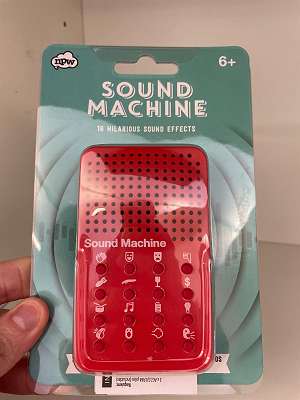 npw
6+
SOUND
MACHINE
16 HILARIOUS SOUND EFFECTS
Sound Machine